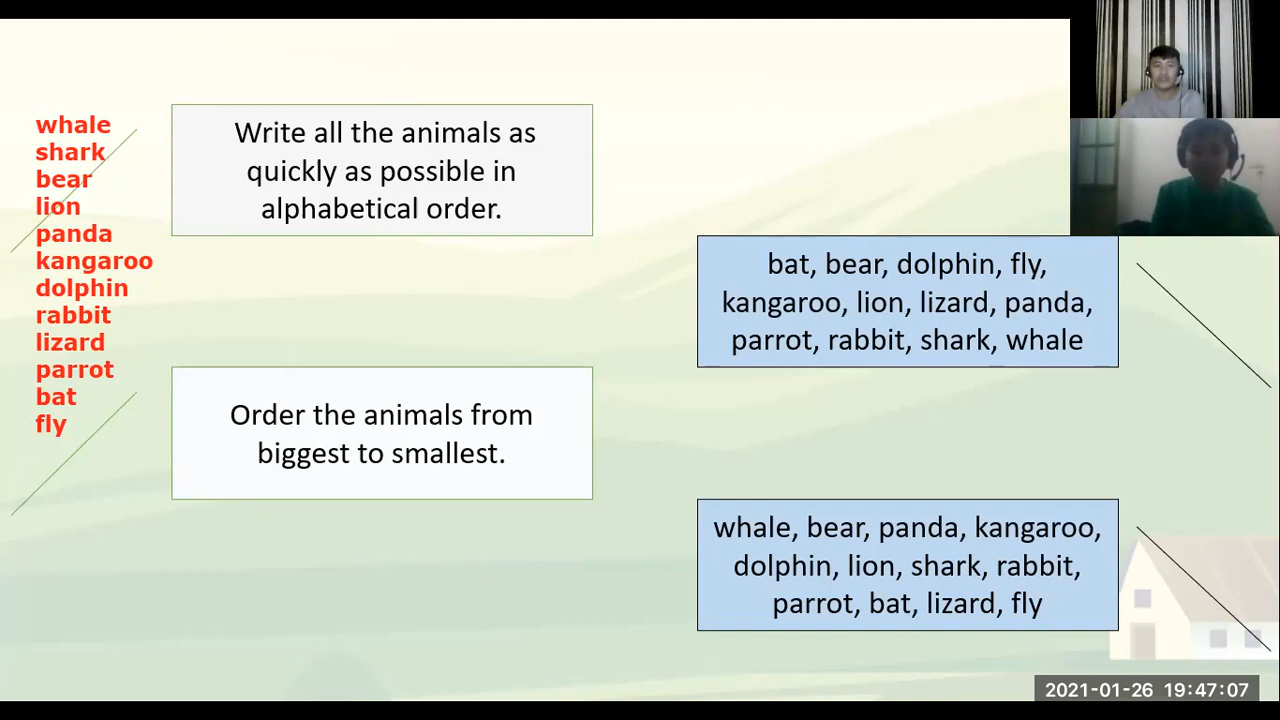 whale
shark
bear
lion
panda
kangaroo
dolphin
rabbit
lizard
parrot
bat
fly
Write all the animals as
quickly as possible in
alphabetical order.
bat, bear, dolphin, fly,
kangaroo, lion, lizard, panda,
parrot, rabbit, shark, whale
Order the animals from
biggest to smallest.
whale, bear, panda, kangaroo,
dolphin, lion, shark, rabbit,
parrot, bat, lizard, fly
2021-01-26 19:47:07